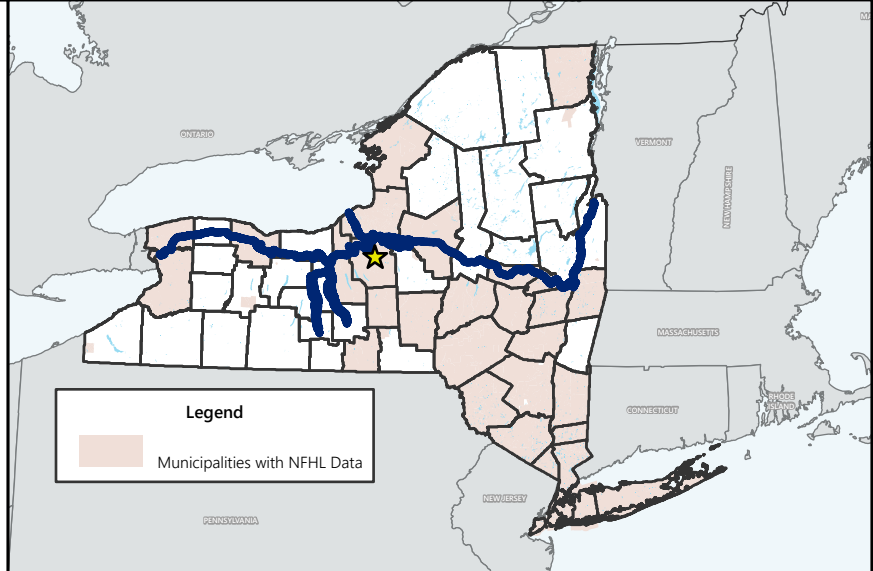 ONTARIO
VERMONT
NEW HAMPSHIRE
MASSACHUSETTS
CONNECTICUT
RHODE
ISLAND
NEW JERSEY
PENNSYLVANIA
Legend
Municipalities with NFHL Data